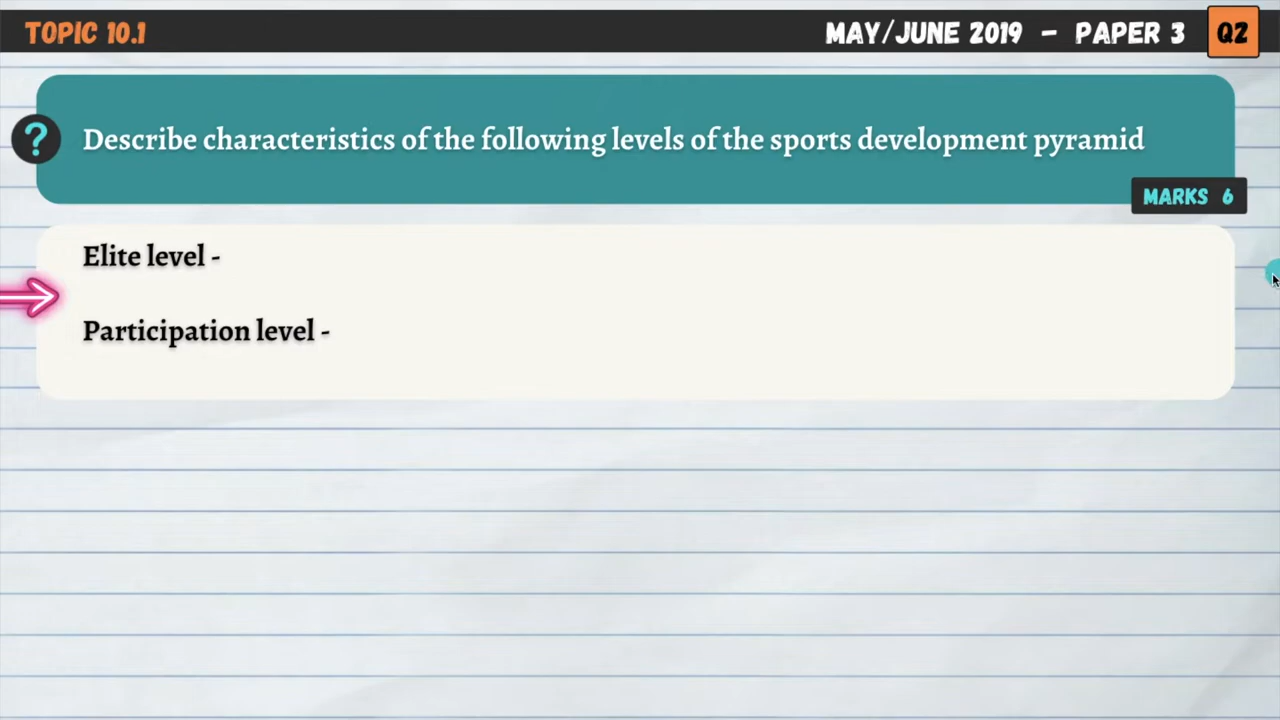 TOPIC 10.1
MAY/JUNE 2019 - PAPER 3 Q2
? Describe characteristics of the following levels of the sports development pyramid
MARKS 6
Elite level -
Participation level -